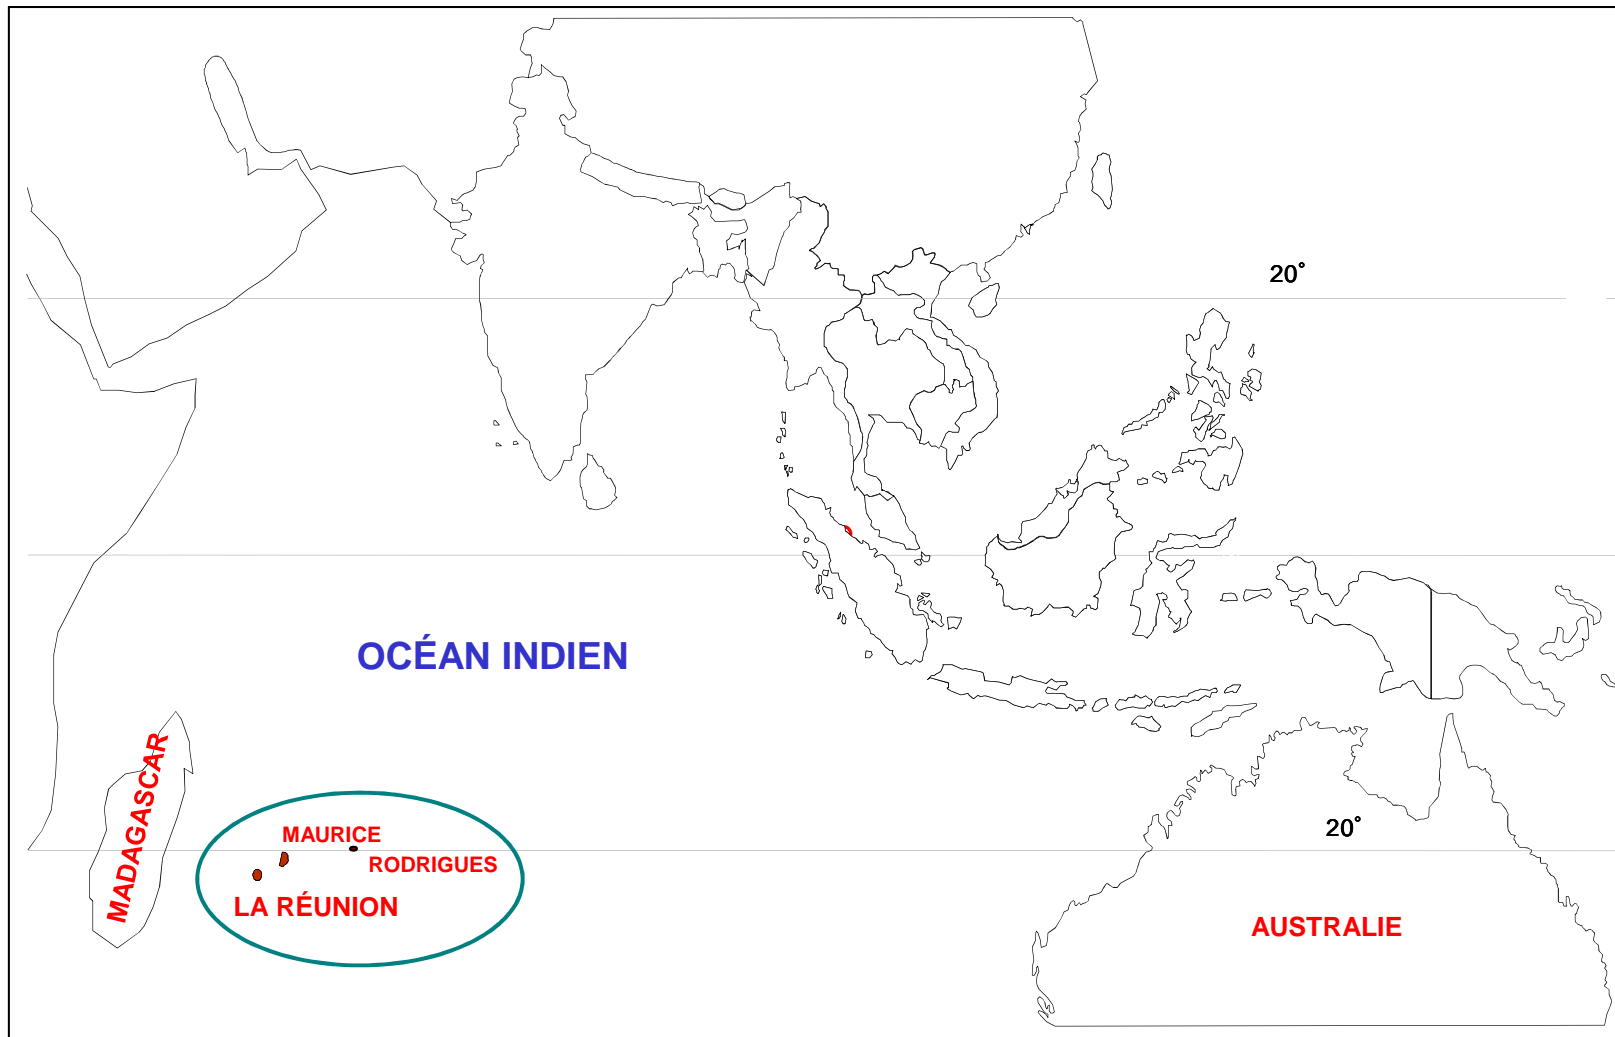 20°
OCÉAN INDIEN
MADAGASCAR
MAURICE
RODRIGUES
LA RÉUNION
20°
AUSTRALIE